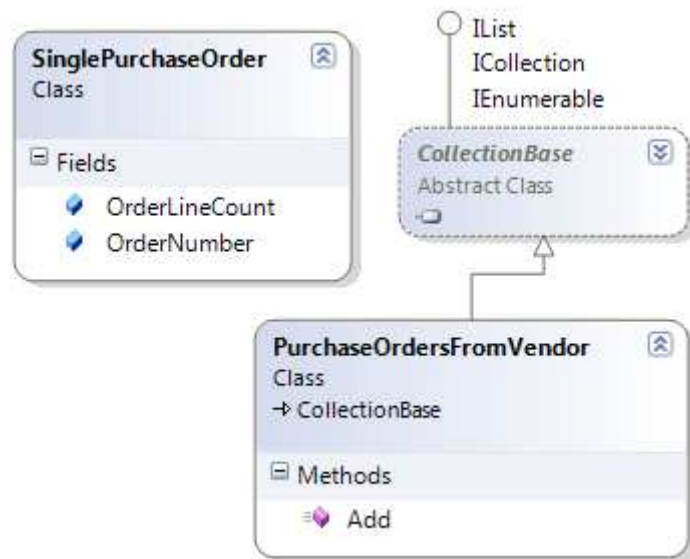 SinglePurchaseOrder
Class
Fields
OrderLineCount
OrderNumber
IList
ICollection
IEnumerable
CollectionBase
Abstract Class
PurchaseOrdersFromVendor
Class
CollectionBase
Methods
Add